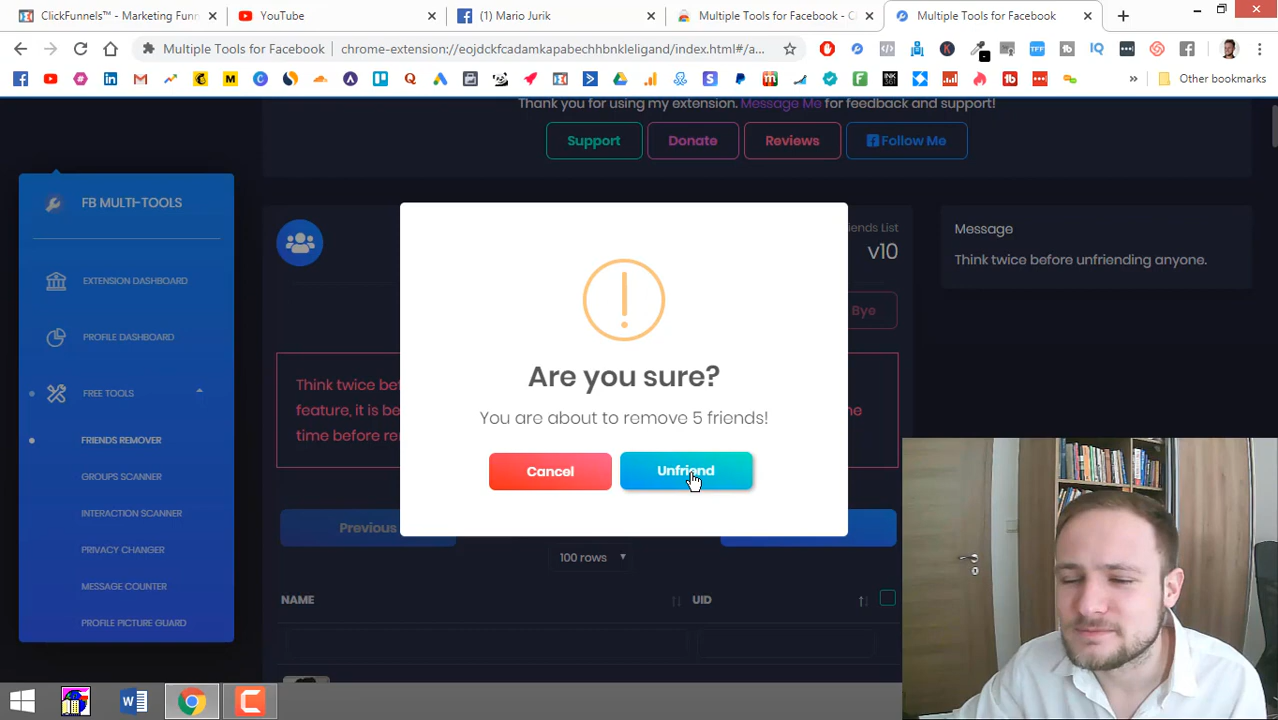 ClickFunnels™ - Marketing Funn
YouTube
(1) Mario Jurik
Multiple Tools for Facebook - C
Multiple Tools for Facebook
Multiple Tools for Facebook
chrome-extension://eojdckfcadamkapabechhbnkleligand/index.html#/a...
Other bookmarks
Thank you for using my extension. Message Me for feedback and support!
Support
Donate
Reviews
Follow Me
FB MULTI-TOOLS
EXTENSION DASHBOARD
PROFILE DASHBOARD
FREE TOOLS
FRIENDS REMOVER
GROUPS SCANNER
INTERACTION SCANNER
PRIVACY CHANGER
MESSAGE COUNTER
PROFILE PICTURE GUARD
iends List
v10
Bye
Think twice bef
feature, it is be
time before re
me
Are you sure?
You are about to remove 5 friends!
Cancel
Unfriend
Previous
100 rows
NAME
UID
Message
Think twice before unfriending anyone.